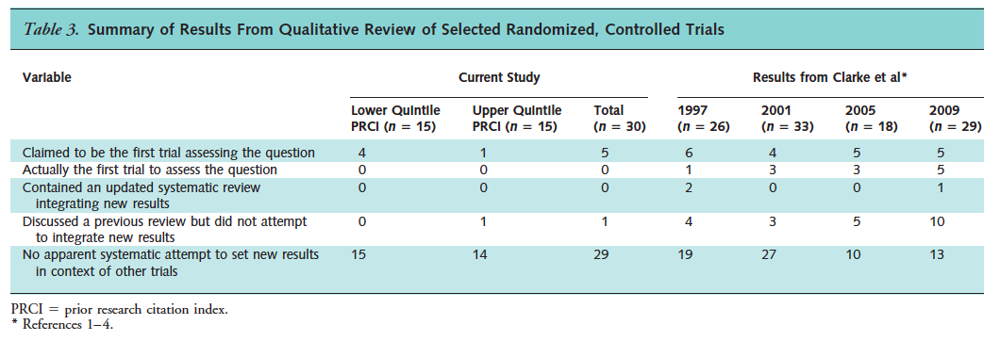 Table 3. Summary of Results From Qualitative Review of Selected Randomized, Controlled Trials
Variable Current Study Results from Clarke et al*
Lower Quintile Upper Quintile Total 1997 2001 2005 2009
PRCI (n = 15) PRCI (n = 15) (n = 30) (n = 26) (n = 33) (n = 18) (n = 29)
Claimed to be the first trial assessing the question 4 1 5 6 4 5 5
Actually the first trial to assess the question 0 0 0 1 3 3 5
Contained an updated systematic review 0 0 0 2 0 0 1
integrating new results
Discussed a previous review but did not attempt 0 1 1 4 3 5 10
to integrate new results
No apparent systematic attempt to set new results 15 14 29 19 27 10 13
in context of other trials
PRCI = prior research citation index.
* References 1–4.